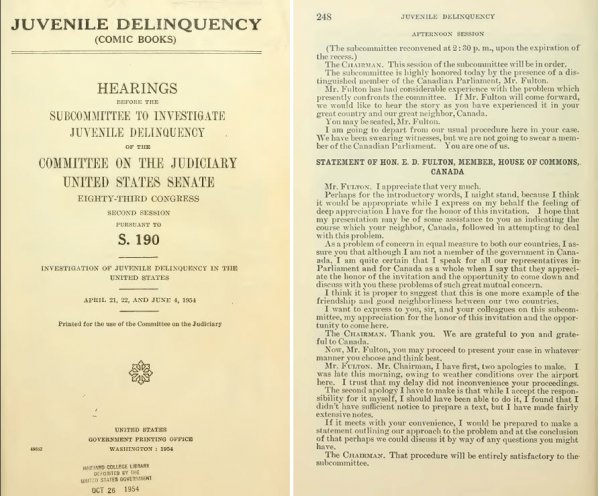 JUVENILE DELINQUENCY
(COMIC BOOKS)
HEARINGS
BEFORE THE
SUBCOMMITTEE TO INVESTIGATE
JUVENILE DELINQUENCY
OF THE
COMMITTEE ON THE JUDICIARY
UNITED STATES SENATE
EIGHTY-THIRD CONGRESS
SECOND SESSION
PURSUANT TO
S. 190
INVESTIGATION OF JUVENILE DELINQUENCY IN THE
UNITED STATES
APRIL 21, 22, AND JUNE 4, 1954
Printed for the use of the Committee on the Judiciary
UNITED STATES
GOVERNMENT PRINTING OFFICE
49632 WASHINGTON : 1954
HARVARD COLLEGE LIBRARY
DEPOSITED BY THE
UNITED STATES GOVERNMENT
OCT 26 1954
248 JUVENILE DELINQUENCY
AFTERNOON SESSION
(The subcommittee reconvened at 2:30 p. m., upon the expiration of
the recess.)
The CHAIRMAN. This session of the subcommittee will be in order.
The subcommittee is highly honored today by the presence of a dis-
tinguished member of the Canadian Parliament, Mr. Fulton.
Mr. Fulton has had considerable experience with the problem which
presently confronts the committee. If Mr. Fulton will come forward,
we would like to hear the story as you have experienced it in your
great country and our great neighbor, Canada.
You may be seated, Mr. Fulton.
I am going to depart from our usual procedure here in your case.
We have been swearing witnesses, but we are not going to swear a mem-
ber of the Canadian Parliament. You are one of us.
STATEMENT OF HON. E. D. FULTON, MEMBER, HOUSE OF COMMONS,
CANADA
Mr. FULTON. I appreciate that very much.
Perhaps for the introductory words, I might stand, because I think
it would be appropriate while I express on my behalf the feeling of
deep appreciation I have for the honor of this invitation. I hope that
my presentation may be of some assistance to you as indicating the
course which your neighbor, Canada, followed in attempting to deal
with this problem.
As a problem of concern in equal measure to both our countries, I as-
sure you that although I am not a member of the government in Cana-
da, I am quite certain that I speak for all our representatives in
Parliament and for Canada as a whole when I say that they appreci-
ate the honor of the invitation and the opportunity to come down and
discuss with you these problems of such great mutual concern.
I think it is proper to suggest that this is one more example of the
friendship and good neighborliness between our two countries.
I want to express to you, sir, and your colleagues on this subcom-
mittee, my appreciation for the honor of this invitation and the oppor-
tunity to come here.
The CHAIRMAN. Thank you. We are grateful to you and grate-
ful to Canada.
Now, Mr. Fulton, you may proceed to present your case in whatever
manner you choose and think best.
Mr. FULTON. Mr. Chairman, I have first, two apologies to make. I
was late this morning, owing to weather conditions over the airport
here. I trust that my delay did not inconvenience your proceedings.
The second apology I have to make is that while I accept the respon-
sibility for it myself, I should have been able to do it, I found that I
didn't have sufficient notice to prepare a text, but I have made fairly
extensive notes.
If it meets with your convenience, I would be prepared to make a
statement outlining our approach to the problem and at the conclusion
of that perhaps we could discuss it by way of any questions you might
have.
The CHAIRMAN. That procedure will be entirely satisfactory to the
subcommittee.